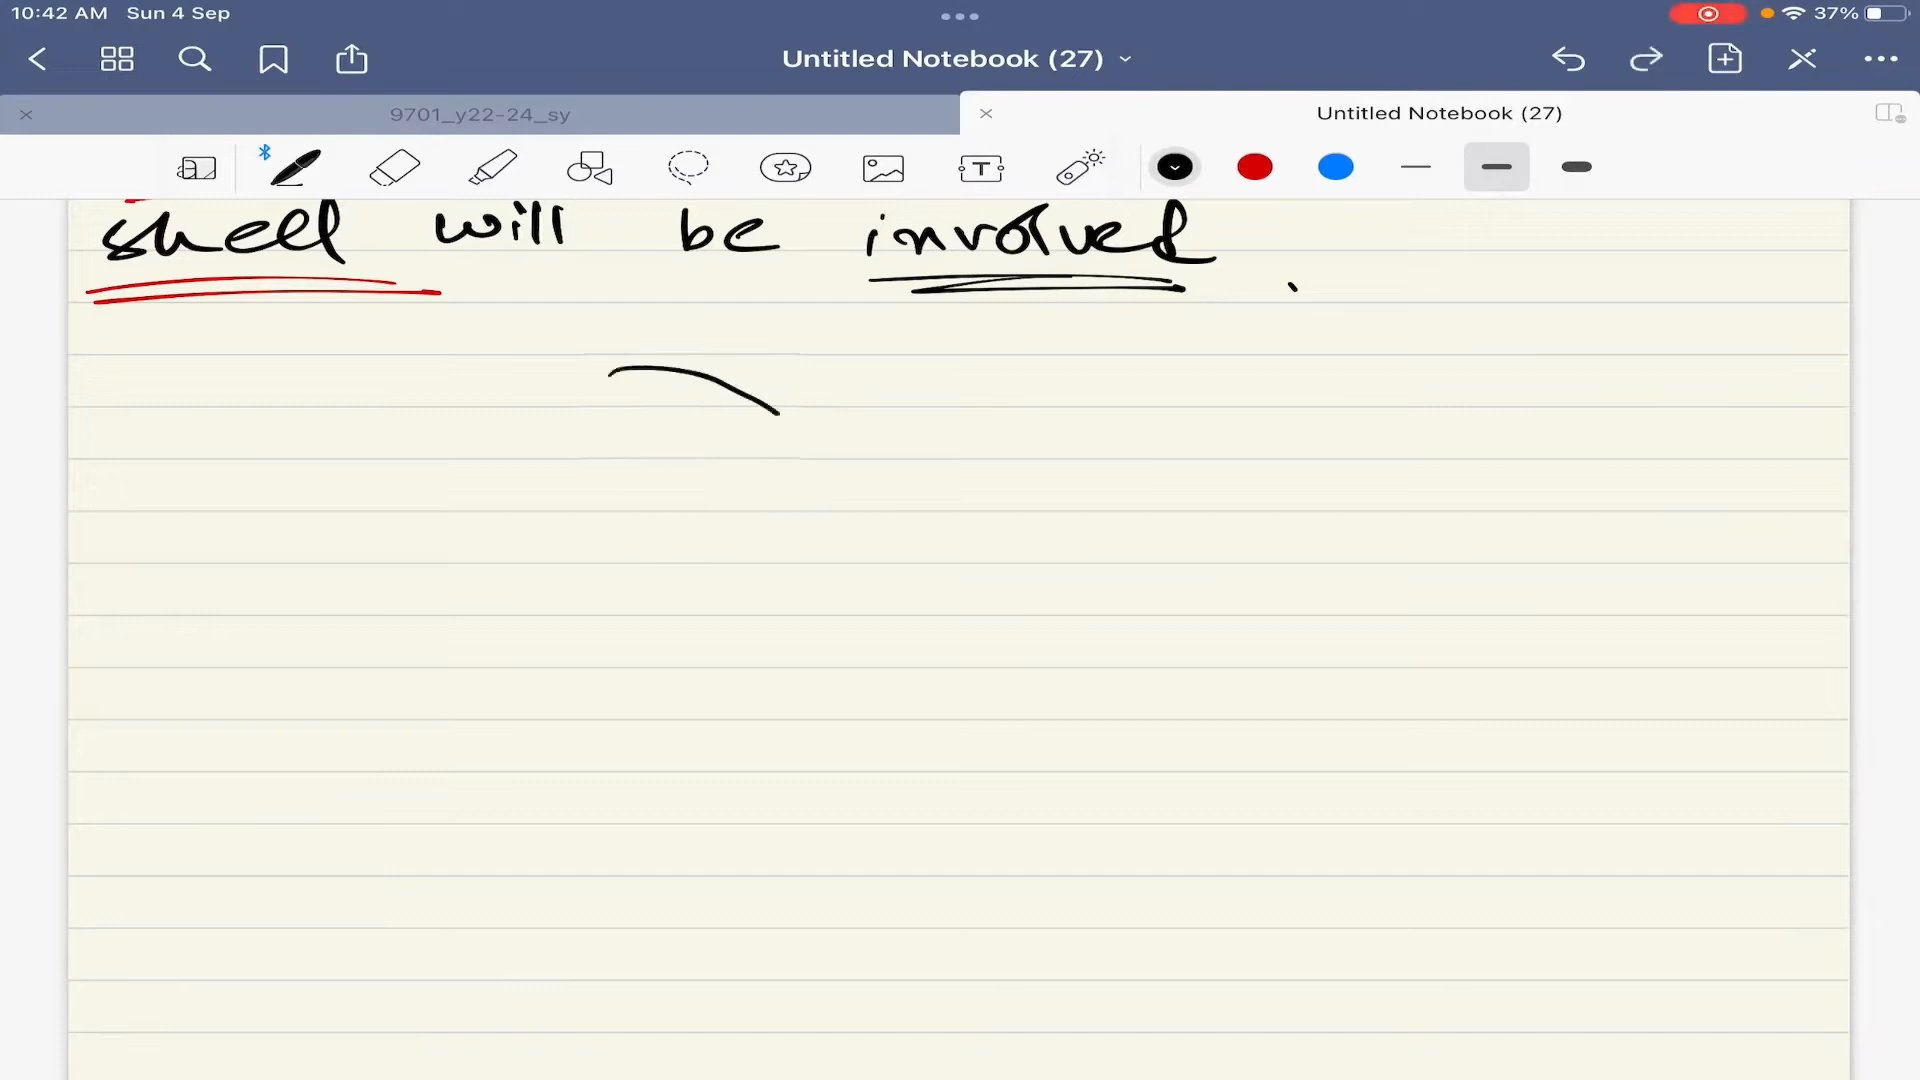 10:42 AM Sun 4 Sep
37%
Untitled Notebook (27)
9701_y22-24_sy
Untitled Notebook (27)
shell will be involved.